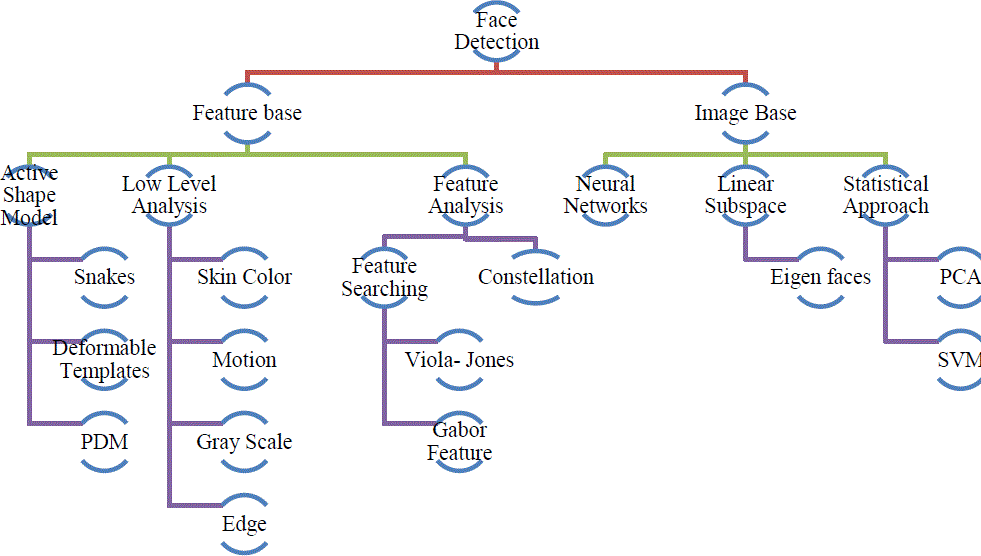 Face
Detection
Feature base
Image Base
Active
Shape
Model
Low Level
Analysis
Feature
Analysis
Neural
Networks
Linear
Subspace
Statistical
Approach
Snakes
Skin Color
Feature
Searching
Constellation
Eigen faces
PCA
Deformable
Templates
Motion
Viola- Jones
SVM
PDM
Gray Scale
Gabor
Feature
Edge